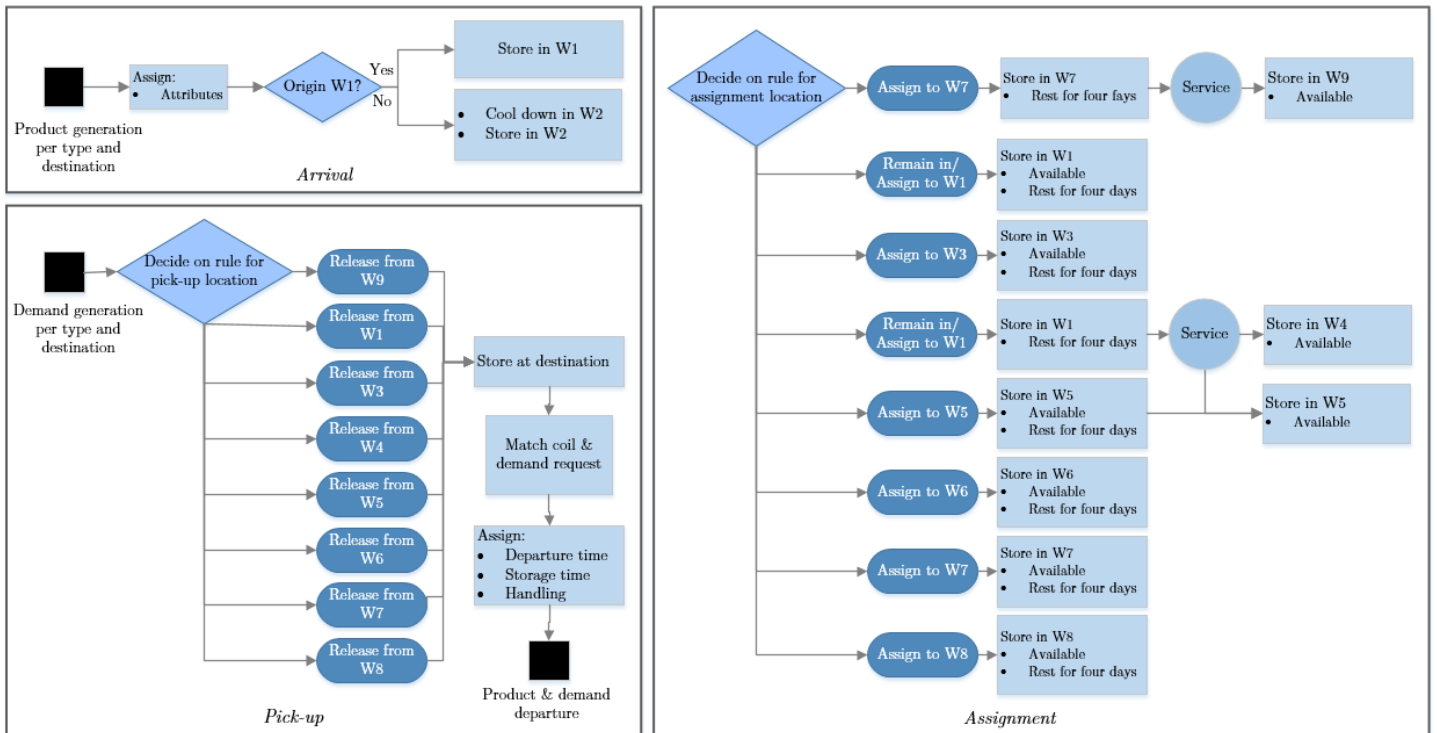 Assign:
• Attributes
Origin W1?
Yes
No
Store in W1
• Cool down in W2
• Store in W2
Product generation
per type and
destination
Arrival
Demand generation
per type and
destination
Decide on rule for
pick-up location
Release from
W9
Release from
W1
Release from
W3
Release from
W4
Release from
W5
Release from
W6
Release from
W7
Release from
W8
Store at destination
Match coil &
demand request
Assign:
• Departure time
• Storage time
• Handling
Product & demand
departure
Pick-up
Decide on rule for
assignment location
Assign to W7
Store in W7
• Rest for four fays
Service
Store in W9
• Available
Remain in/
Assign to W1
Store in W1
• Available
• Rest for four days
Assign to W3
Store in W3
• Available
• Rest for four days
Remain in/
Assign to W1
Store in W1
• Rest for four days
Service
Store in W4
• Available
Assign to W5
Store in W5
• Available
• Rest for four days
Store in W5
• Available
Assign to W6
Store in W6
• Available
• Rest for four days
Assign to W7
Store in W7
• Available
• Rest for four days
Assign to W8
Store in W8
• Available
• Rest for four days
Assignment